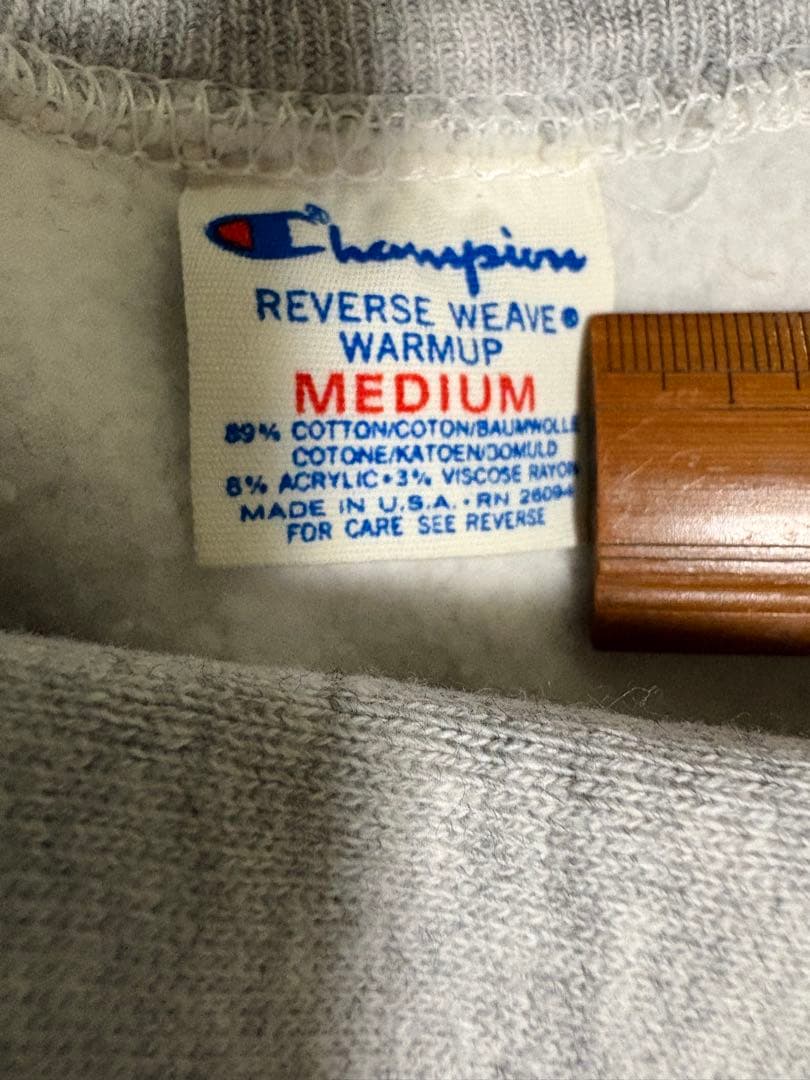 Champion
REVERSE WEAVE®
WARMUP
MEDIUM
89% COTTON/COTON/BAUMWOLLE
COTONE/KATOEN/DOMULD
8% ACRYLIC•3% VISCOSE RAYON
MADE IN U.S.A.•RN 26094
FOR CARE SEE REVERSE